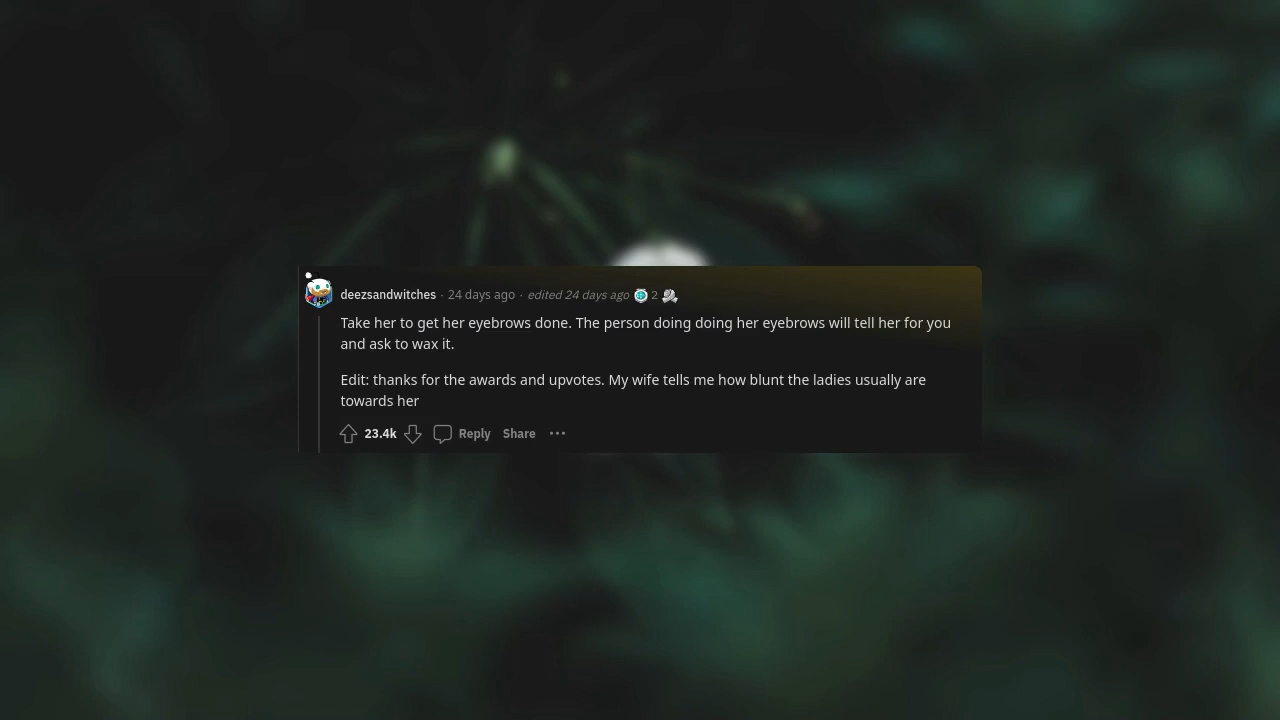 deezsandwitches · 24 days ago · edited 24 days ago 2
Take her to get her eyebrows done. The person doing doing her eyebrows will tell her for you
and ask to wax it.
Edit: thanks for the awards and upvotes. My wife tells me how blunt the ladies usually are
towards her
23.4k Reply Share ···